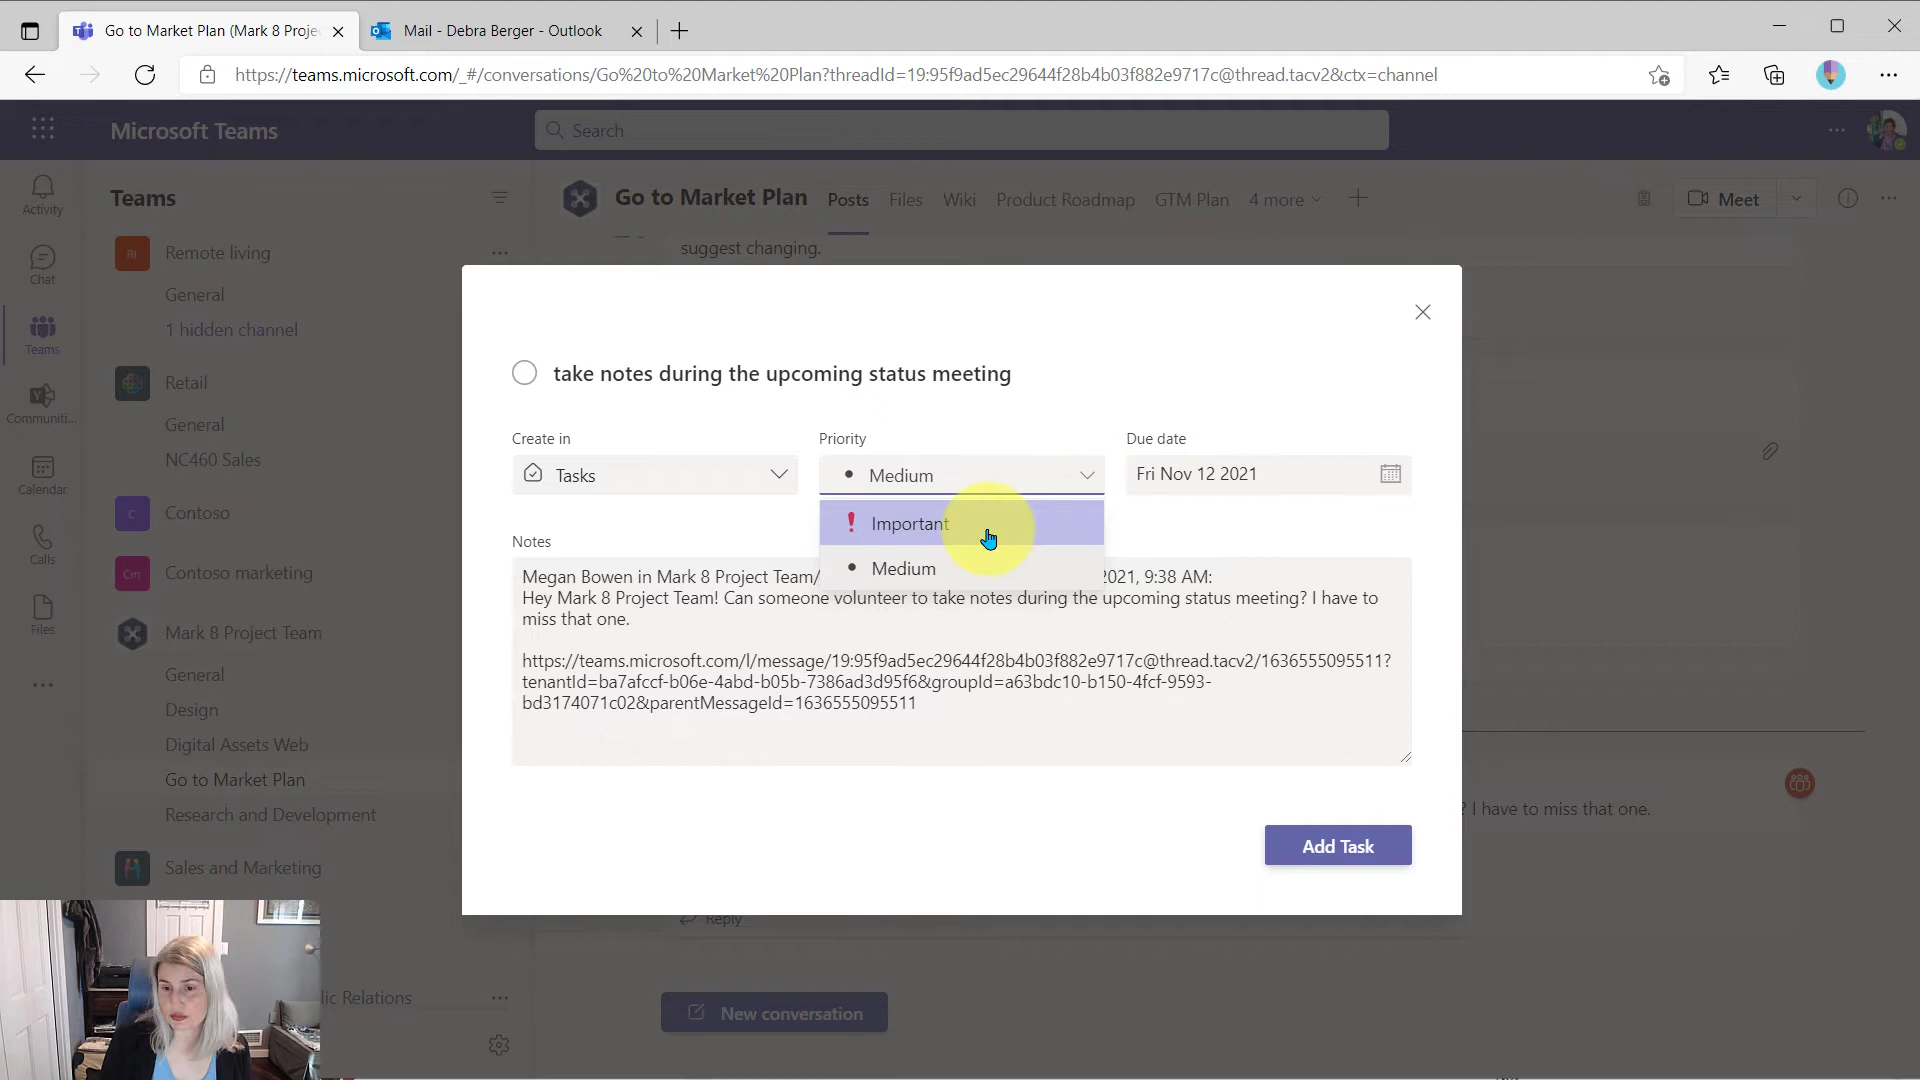 Go to Market Plan (Mark 8 Proje
Mail - Debra Berger - Outlook
https://teams.microsoft.com/_#/conversations/Go%20to%20Market%20Plan?threadId=19:95f9ad5ec29644f28b4b03f882e9717c@thread.tacv2&ctx=channel
Microsoft Teams
Search
Activity
Chat
Teams
Communiti...
Calendar
Calls
Files
Teams
RI
Remote living
General
1 hidden channel
Retail
General
NC460 Sales
C
Contoso
Cm
Contoso marketing
Mark 8 Project Team
General
Design
Digital Assets Web
Go to Market Plan
Research and Development
Sales and Marketing
lic Relations
Go to Market Plan
Posts
Files
Wiki
Product Roadmap
GTM Plan
4 more
Meet
suggest changing.
take notes during the upcoming status meeting
Create in
Priority
Due date
Tasks
Medium
Fri Nov 12 2021
Important
Medium
Notes
Megan Bowen in Mark 8 Project Team/ 2021, 9:38 AM:
Hey Mark 8 Project Team! Can someone volunteer to take notes during the upcoming status meeting? I have to
miss that one.
https://teams.microsoft.com/l/message/19:95f9ad5ec29644f28b4b03f882e9717c@thread.tacv2/1636555095511?
tenantId=ba7afccf-b06e-4abd-b05b-7386ad3d95f6&groupId=a63bdc10-b150-4fcf-9593-
bd3174071c02&parentMessageId=1636555095511
? I have to miss that one.
Add Task
Reply
New conversation